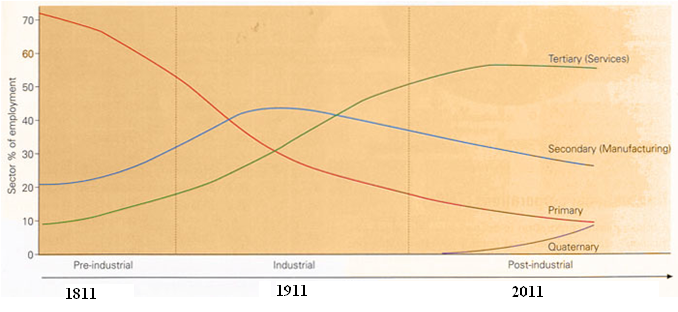 Sector % of employment
70
60
50
40
30
20
10
0
Tertiary (Services)
Secondary (Manufacturing)
Primary
Quaternary
Pre-industrial Industrial Post-industrial
1811 1911 2011